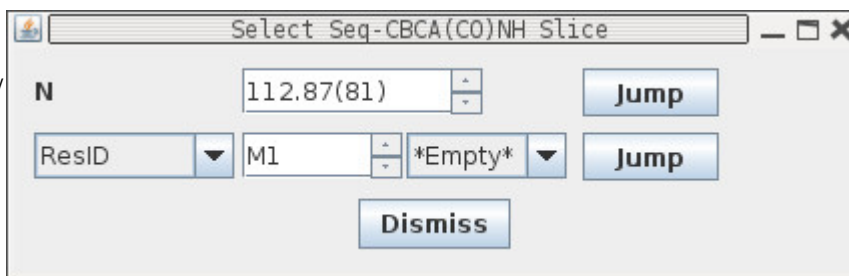 Select Seq-CBCA(CO)NH Slice
N 112.87(81) Jump
ResID M1 *Empty* Jump
Dismiss